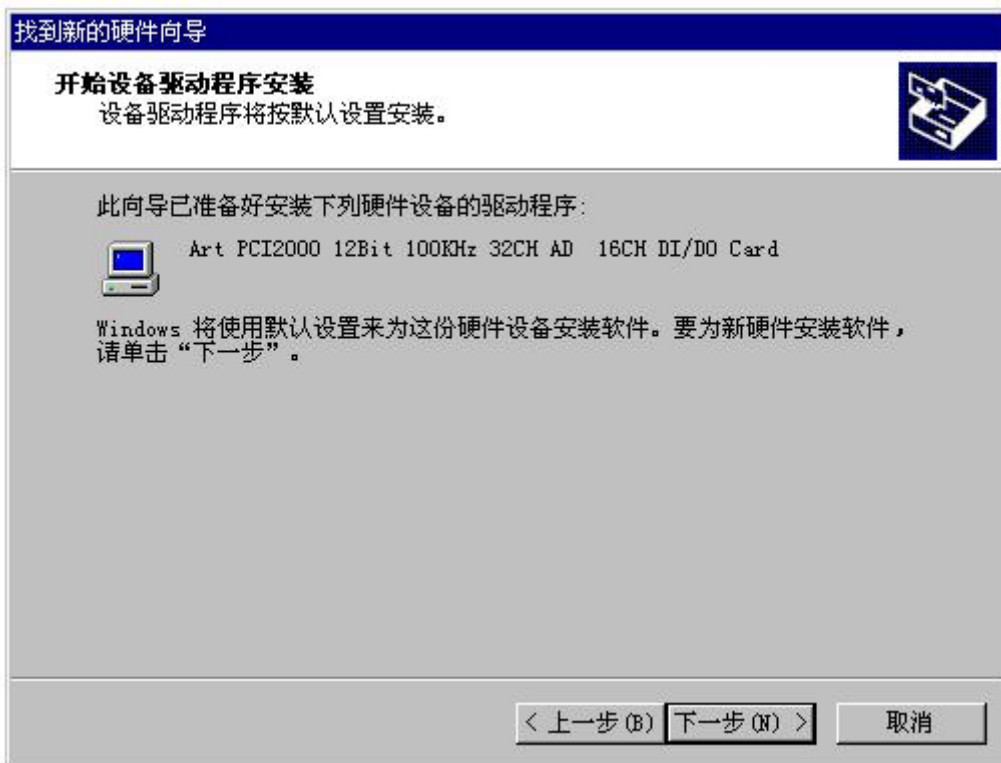 找到新的硬件向导
开始设备驱动程序安装
设备驱动程序将按默认设置安装。
此向导已准备好安装下列硬件设备的驱动程序:
Art PCI2000 12Bit 100KHz 32CH AD  16CH DI/DO Card
Windows 将使用默认设置来为这份硬件设备安装软件。要为新硬件安装软件，
请单击“下一步”。
< 上一步(B) 下一步(N) > 取消